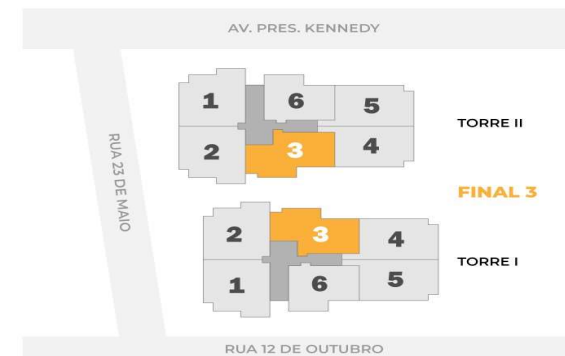 AV. PRES. KENNEDY
1 6 5
TORRE II
2 3 4
RUA 23 DE MAIO
FINAL 3
2 3 4
TORRE I
1 6 5
RUA 12 DE OUTUBRO